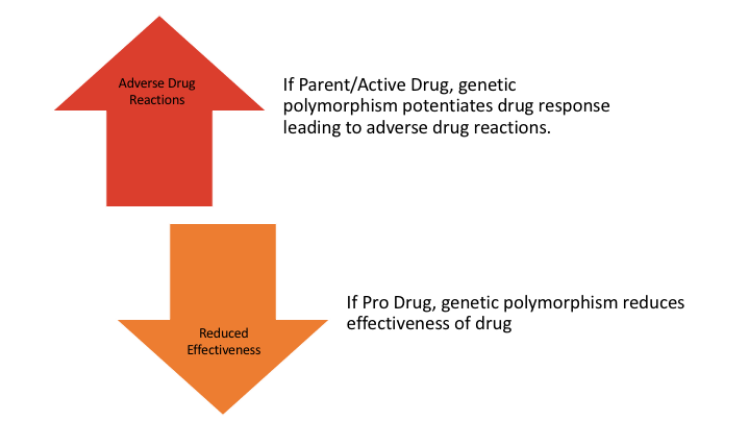 Adverse Drug
Reactions
If Parent/Active Drug, genetic
polymorphism potentiates drug response
leading to adverse drug reactions.
Reduced
Effectiveness
If Pro Drug, genetic polymorphism reduces
effectiveness of drug